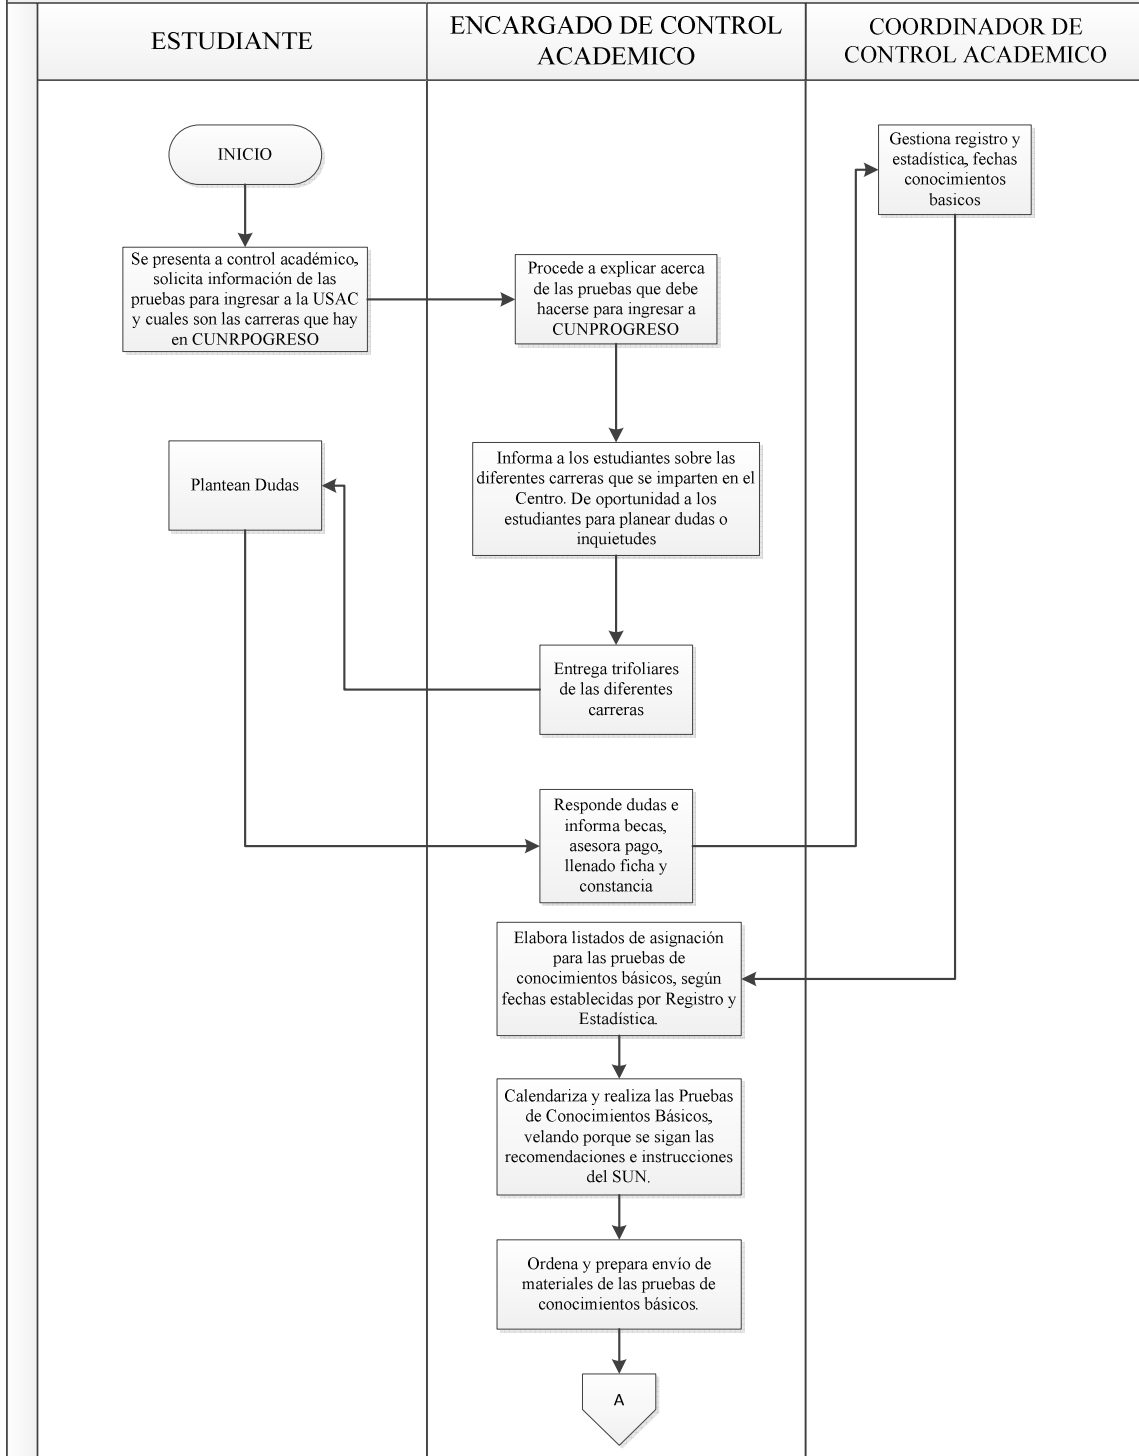 ESTUDIANTE
ENCARGADO DE CONTROL
ACADEMICO
COORDINADOR DE
CONTROL ACADEMICO
INICIO
Se presenta a control académico,
solicita información de las
pruebas para ingresar a la USAC
y cuales son las carreras que hay
en CUNRPOGRESO
Procede a explicar acerca
de las pruebas que debe
hacerse para ingresar a
CUNPROGRESO
Informa a los estudiantes sobre las
diferentes carreras que se imparten en el
Centro. De oportunidad a los
estudiantes para planear dudas o
inquietudes
Entrega trifoliares
de las diferentes
carreras
Plantean Dudas
Responde dudas e
informa becas,
asesora pago,
llenado ficha y
constancia
Gestiona registro y
estadística, fechas
conocimientos
basicos
Elabora listados de asignación
para las pruebas de
conocimientos básicos, según
fechas establecidas por Registro y
Estadística.
Calendariza y realiza las Pruebas
de Conocimientos Básicos,
velando porque se sigan las
recomendaciones e instrucciones
del SUN.
Ordena y prepara envío de
materiales de las pruebas de
conocimientos básicos.
A